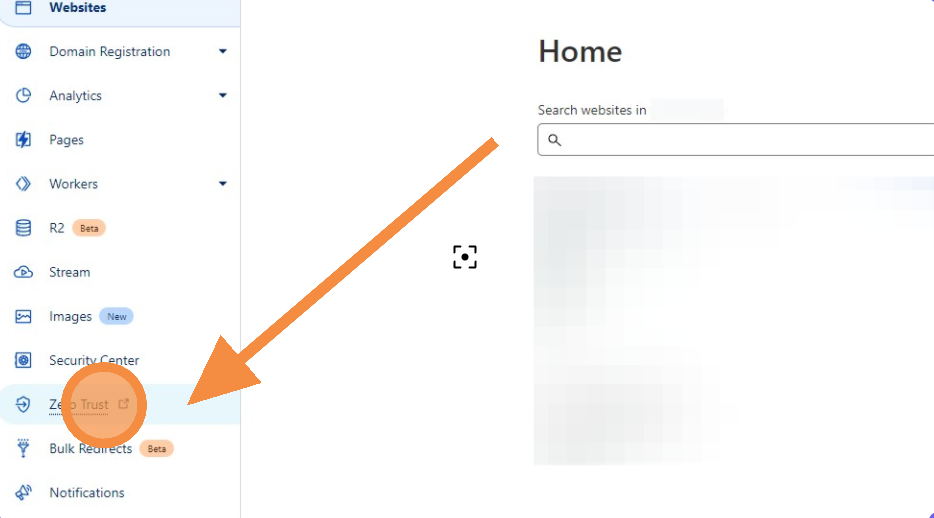 Websites
Domain Registration
Analytics
Pages
Workers
R2 Beta
Stream
Images New
Security Center
Zero Trust
Bulk Redirects Beta
Notifications
Home
Search websites in